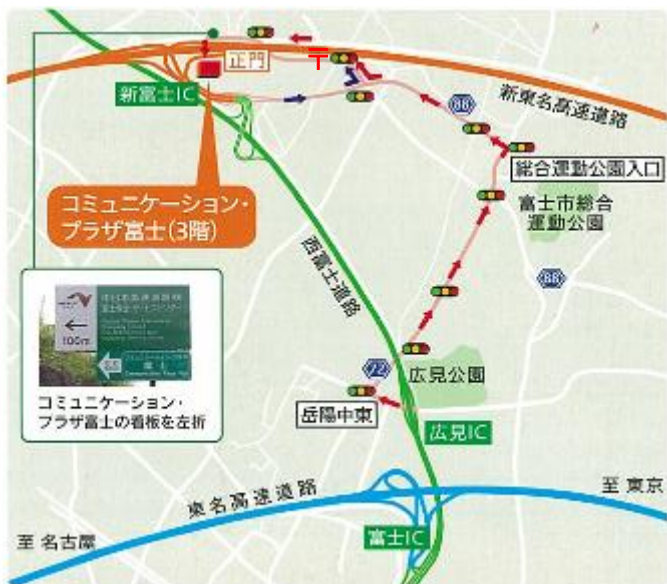 正門
〒
新富士IC
88
新東名高速道路
総合運動公園入口
コミュニケーション・
プラザ富士(3階)
富士市総合
運動公園
西富士道路
88
100m
コミュニケーション・
プラザ富士の看板を左折
72
広見公園
岳陽中東
広見IC
東名高速道路
至 東京
至 名古屋
富士IC